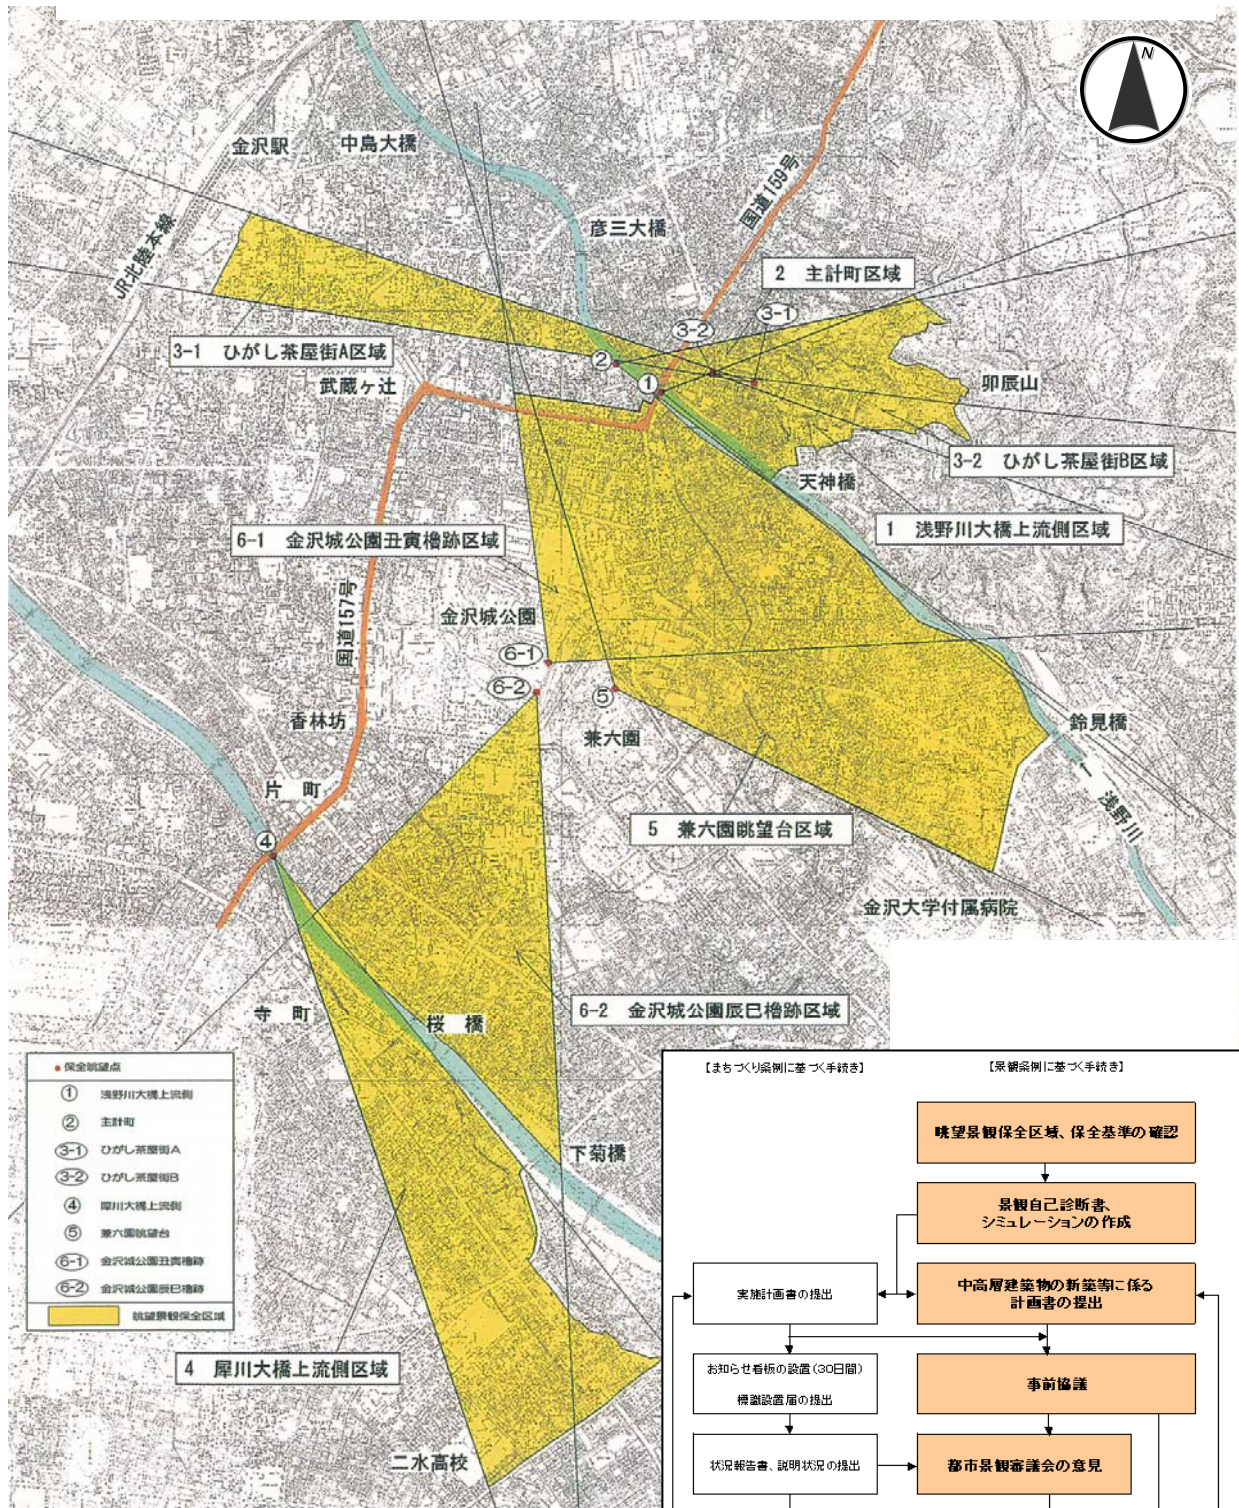 N
金沢駅
中島大橋
国道159号
JR北陸本線
彦三大橋
2 主計町区域
3-1
3-2
3-1 ひがし茶屋街A区域
2
武蔵ヶ辻
1
卯辰山
3-2 ひがし茶屋街B区域
天神橋
1 浅野川大橋上流側区域
6-1 金沢城公園丑寅櫓跡区域
国道157号
金沢城公園
6-1
6-2
5
香林坊
兼六園
鈴見橋
片 町
←浅野川
4
5 兼六園眺望台区域
金沢大学付属病院
寺 町
桜 橋
6-2 金沢城公園辰巳櫓跡区域
下菊橋
4 犀川大橋上流側区域
二水高校
保全眺望点
① 浅野川大橋上流側
② 主計町
3-1 ひがし茶屋街A
3-2 ひがし茶屋街B
④ 犀川大橋上流側
⑤ 兼六園眺望台
6-1 金沢城公園丑寅櫓跡
6-2 金沢城公園辰巳櫓跡
眺望景観保全区域
【まちづくり条例に基づく手続き】
【景観条例に基づく手続き】
眺望景観保全区域、保全基準の確認
景観自己診断書、
シミュレーションの作成
実施計画書の提出
中高層建築物の新築等に係る
計画書の提出
お知らせ看板の設置(30日間)
標識設置届の提出
事前協議
状況報告書、説明状況の提出
都市景観審議会の意見